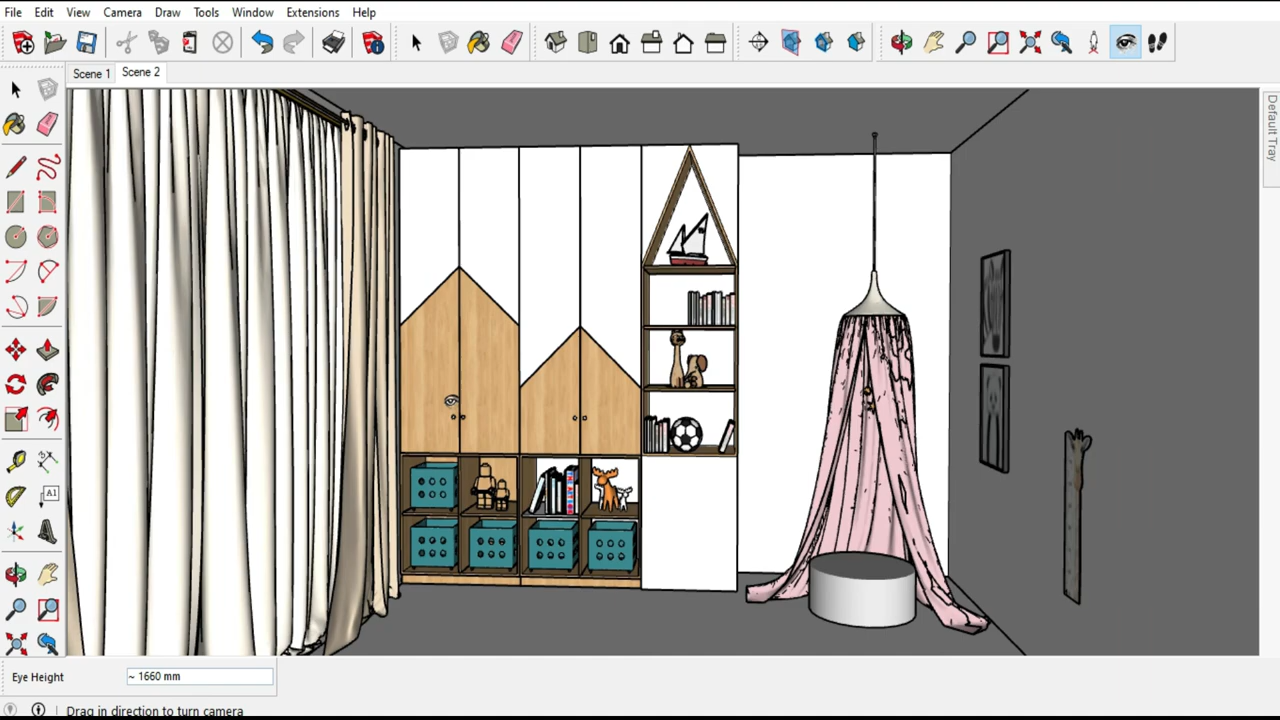 File Edit View Camera Draw Tools Window Extensions Help
Scene 1 Scene 2
Default Tray
A1
Eye Height ~ 1660 mm
Drag in direction to turn camera